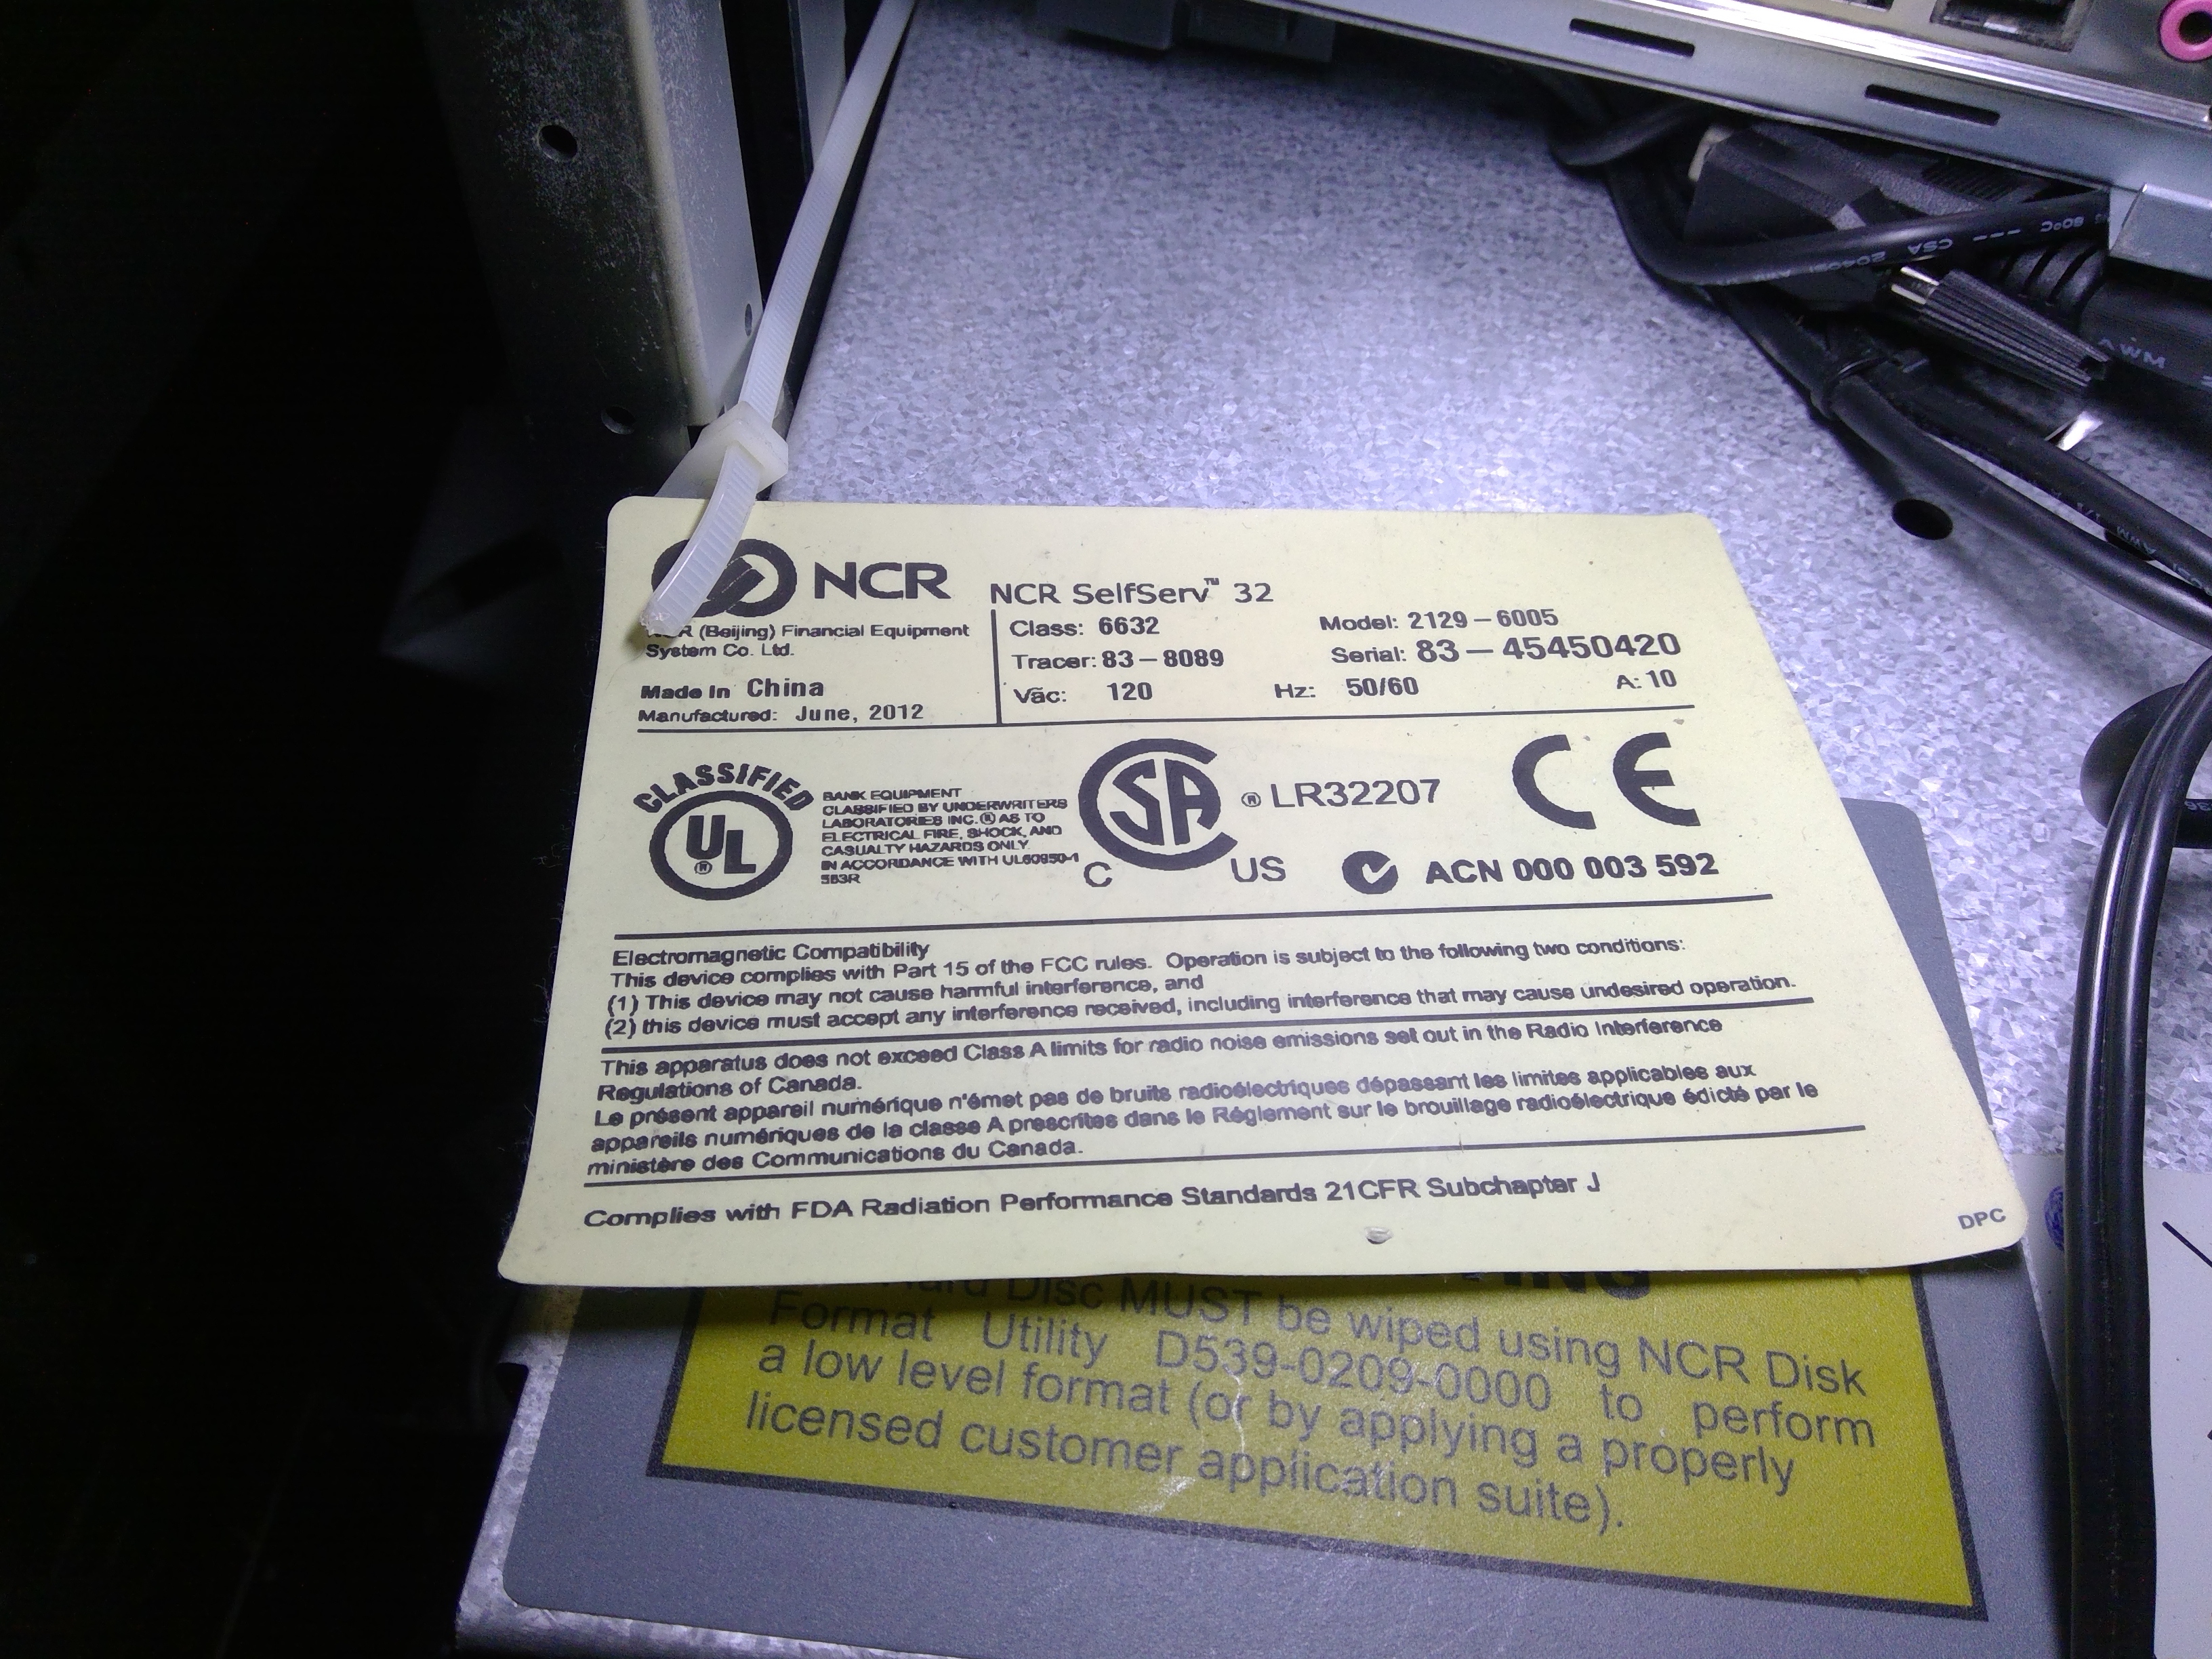 NCR
NCR SelfServ™ 32
NCR (Beijing) Financial Equipment
System Co. Ltd.
Made In China
Manufactured: June, 2012
Class: 6632
Model: 2129-6005
Tracer: 83-8089
Serial: 83-45450420
Vac: 120
Hz: 50/60
A: 10
CLASSIFIED
UL®
BANK EQUIPMENT
CLASSIFIED BY UNDERWRITERS
LABORATORIES INC.® AS TO
ELECTRICAL FIRE, SHOCK, AND
CASUALTY HAZARDS ONLY
IN ACCORDANCE WITH UL60950-1
5B3R
C SA US
® LR32207
CE
ACN 000 003 592
Electromagnetic Compatibility
This device complies with Part 15 of the FCC rules. Operation is subject to the following two conditions:
(1) This device may not cause harmful interference, and
(2) this device must accept any interference received, including interference that may cause undesired operation.
This apparatus does not exceed Class A limits for radio noise emissions set out in the Radio Interference
Regulations of Canada.
Le présent appareil numérique n'émet pas de bruits radioélectriques dépassant les limites applicables aux
appareils numériques de la classe A prescrites dans le Réglement sur le brouillage radioélectrique édicté par le
ministère des Communications du Canada.
Complies with FDA Radiation Performance Standards 21CFR Subchapter J
DPC
Hard Disc MUST be wiped using NCR Disk
Format Utility D539-0209-0000 to perform
a low level format (or by applying a properly
licensed customer application suite).
CSA
AWM